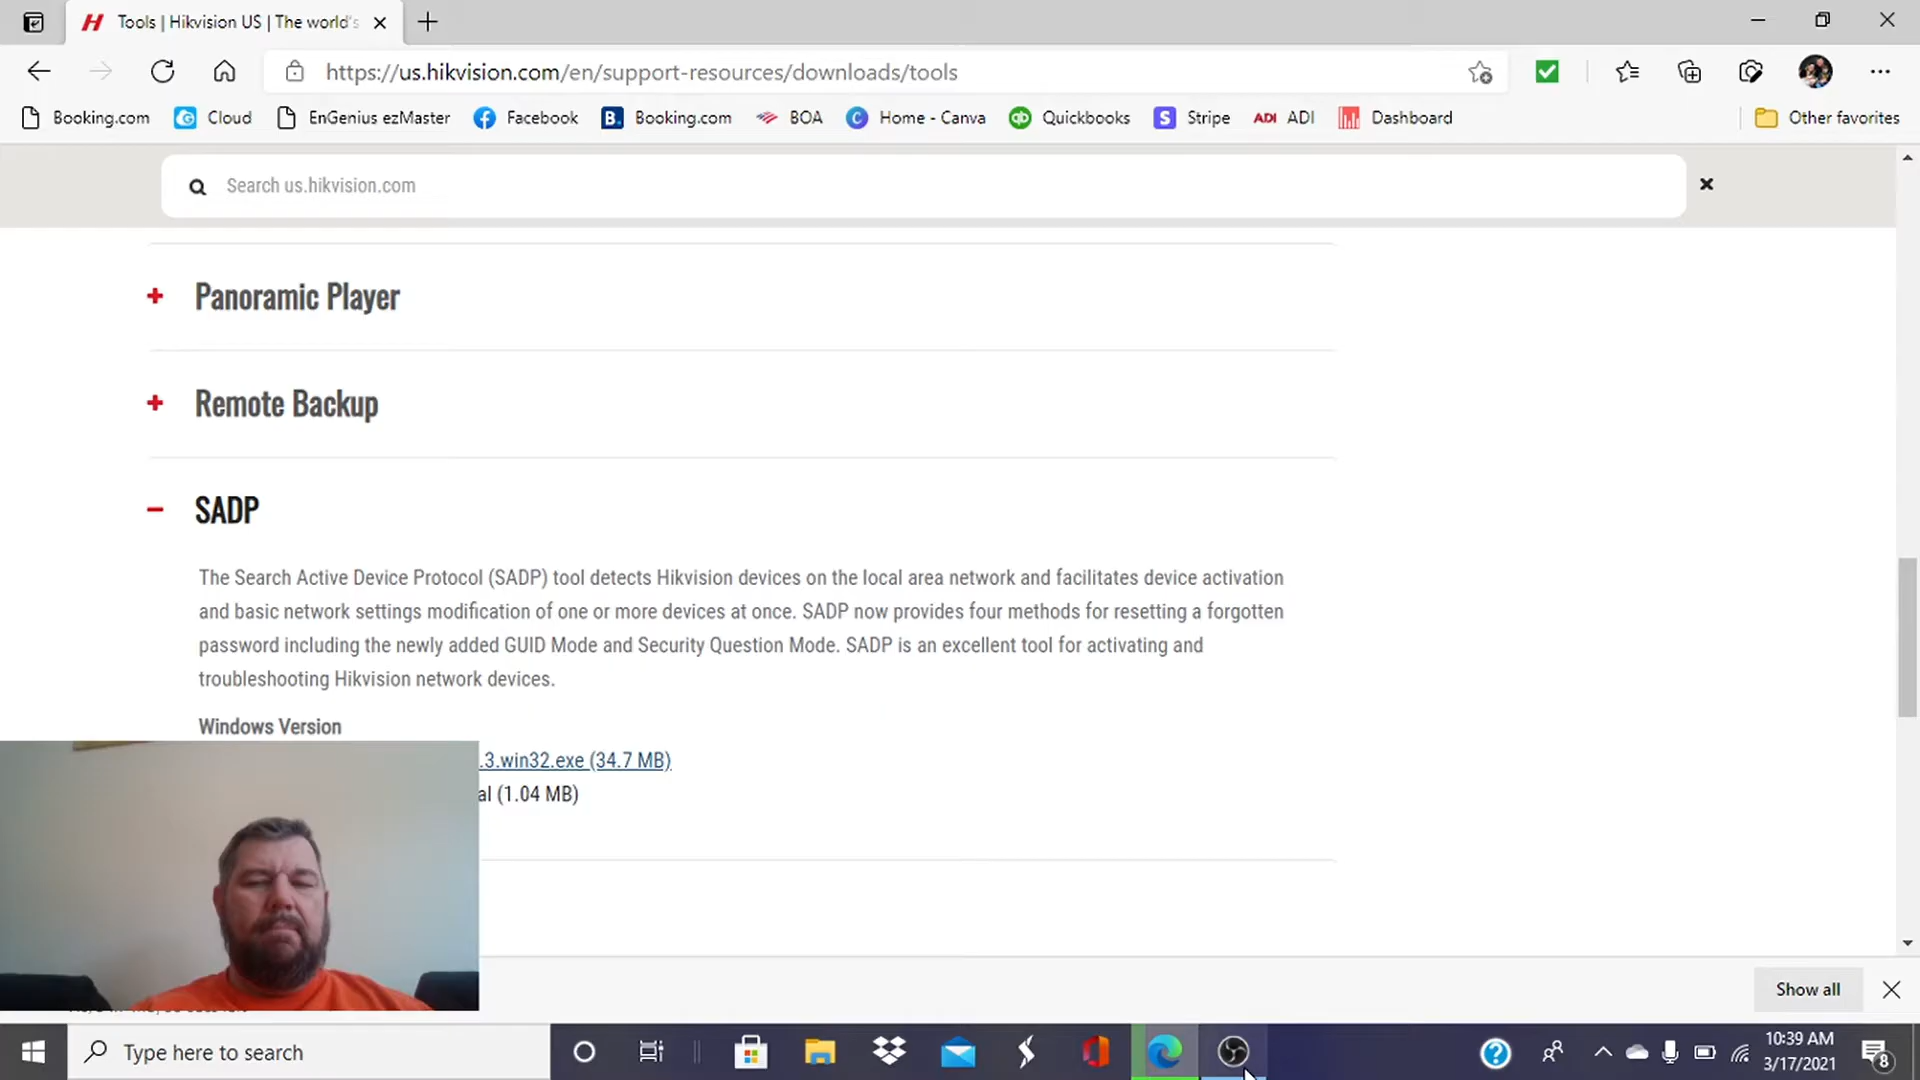 Tools | Hikvision US | The world's
https://us.hikvision.com/en/support-resources/downloads/tools
Booking.com Cloud EnGenius ezMaster Facebook Booking.com BOA Home - Canva Quickbooks Stripe ADI ADI Dashboard Other favorites
Search us.hikvision.com
Panoramic Player
Remote Backup
SADP
The Search Active Device Protocol (SADP) tool detects Hikvision devices on the local area network and facilitates device activation
and basic network settings modification of one or more devices at once. SADP now provides four methods for resetting a forgotten
password including the newly added GUID Mode and Security Question Mode. SADP is an excellent tool for activating and
troubleshooting Hikvision network devices.
Windows Version
.3.win32.exe (34.7 MB)
al (1.04 MB)
Show all
Type here to search
10:39 AM
3/17/2021
8